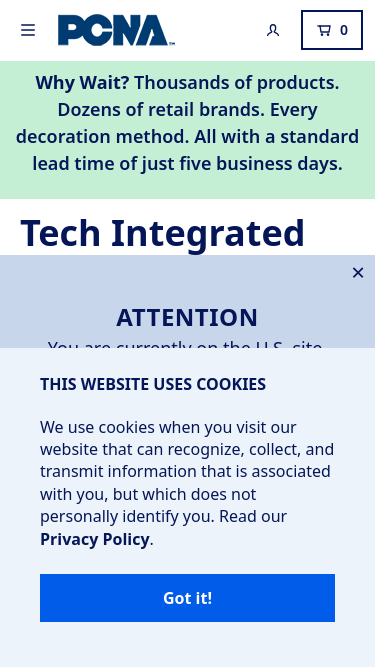 PCNA
0
Why Wait? Thousands of products.
Dozens of retail brands. Every
decoration method. All with a standard
lead time of just five business days.
Tech Integrated
ATTENTION
You are currently on the U.S. site.
THIS WEBSITE USES COOKIES
We use cookies when you visit our
website that can recognize, collect, and
transmit information that is associated
with you, but which does not
personally identify you. Read our
Privacy Policy.
Got it!